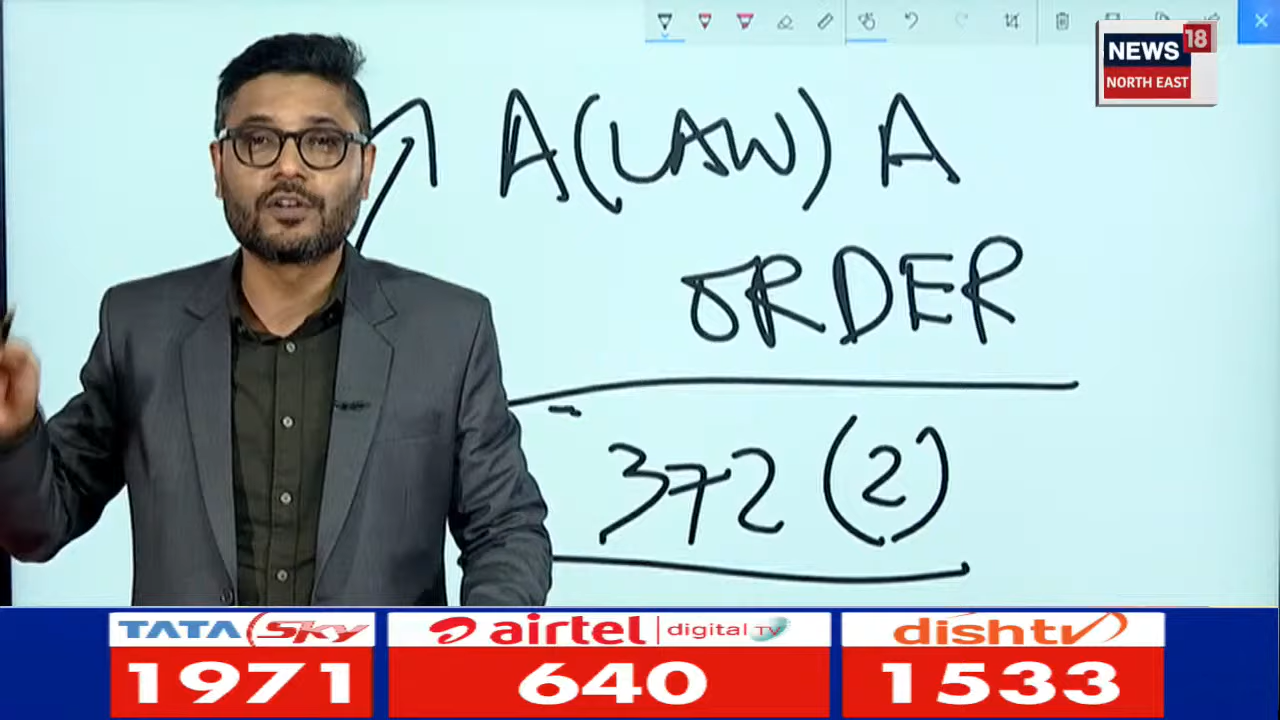 NEWS 18
NORTH EAST
A (LAW) A
ORDER
372 (2)
TATA Sky
airtel digital TV
dishtv
1971
640
1533